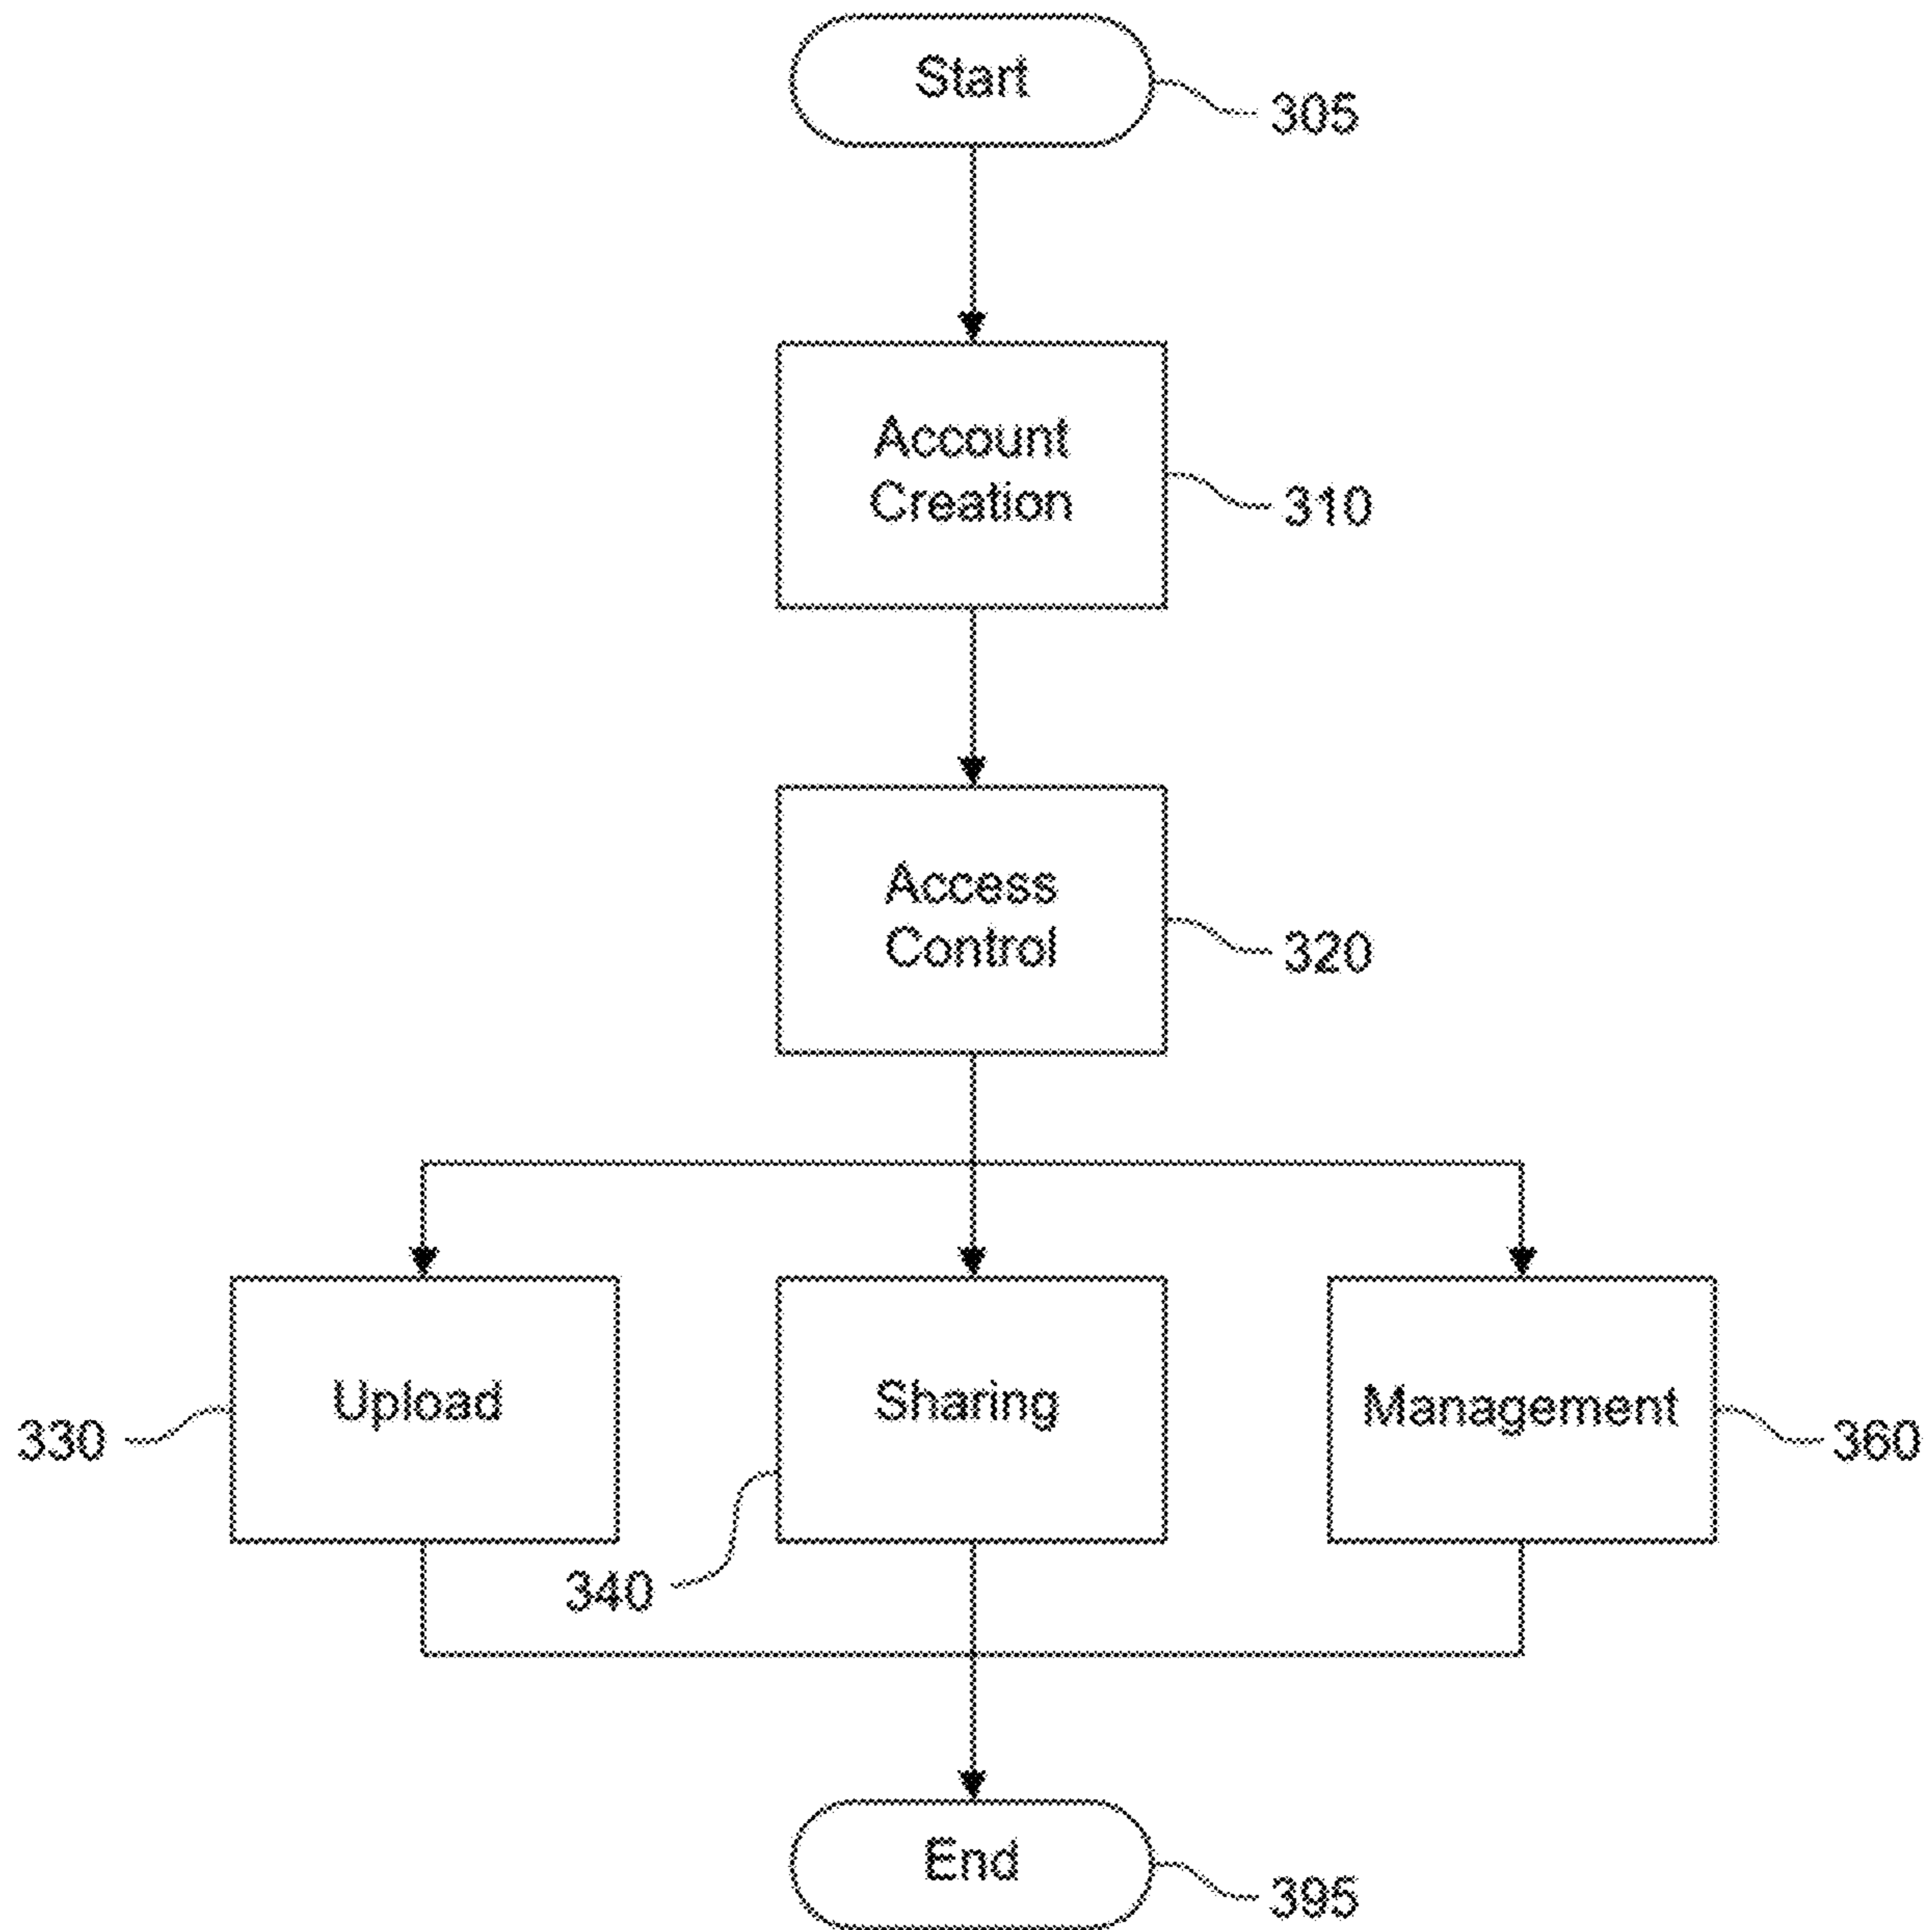 Start
305
Account
Creation
310
Access
Control
320
Upload
Sharing
Management
330
360
340
End
395